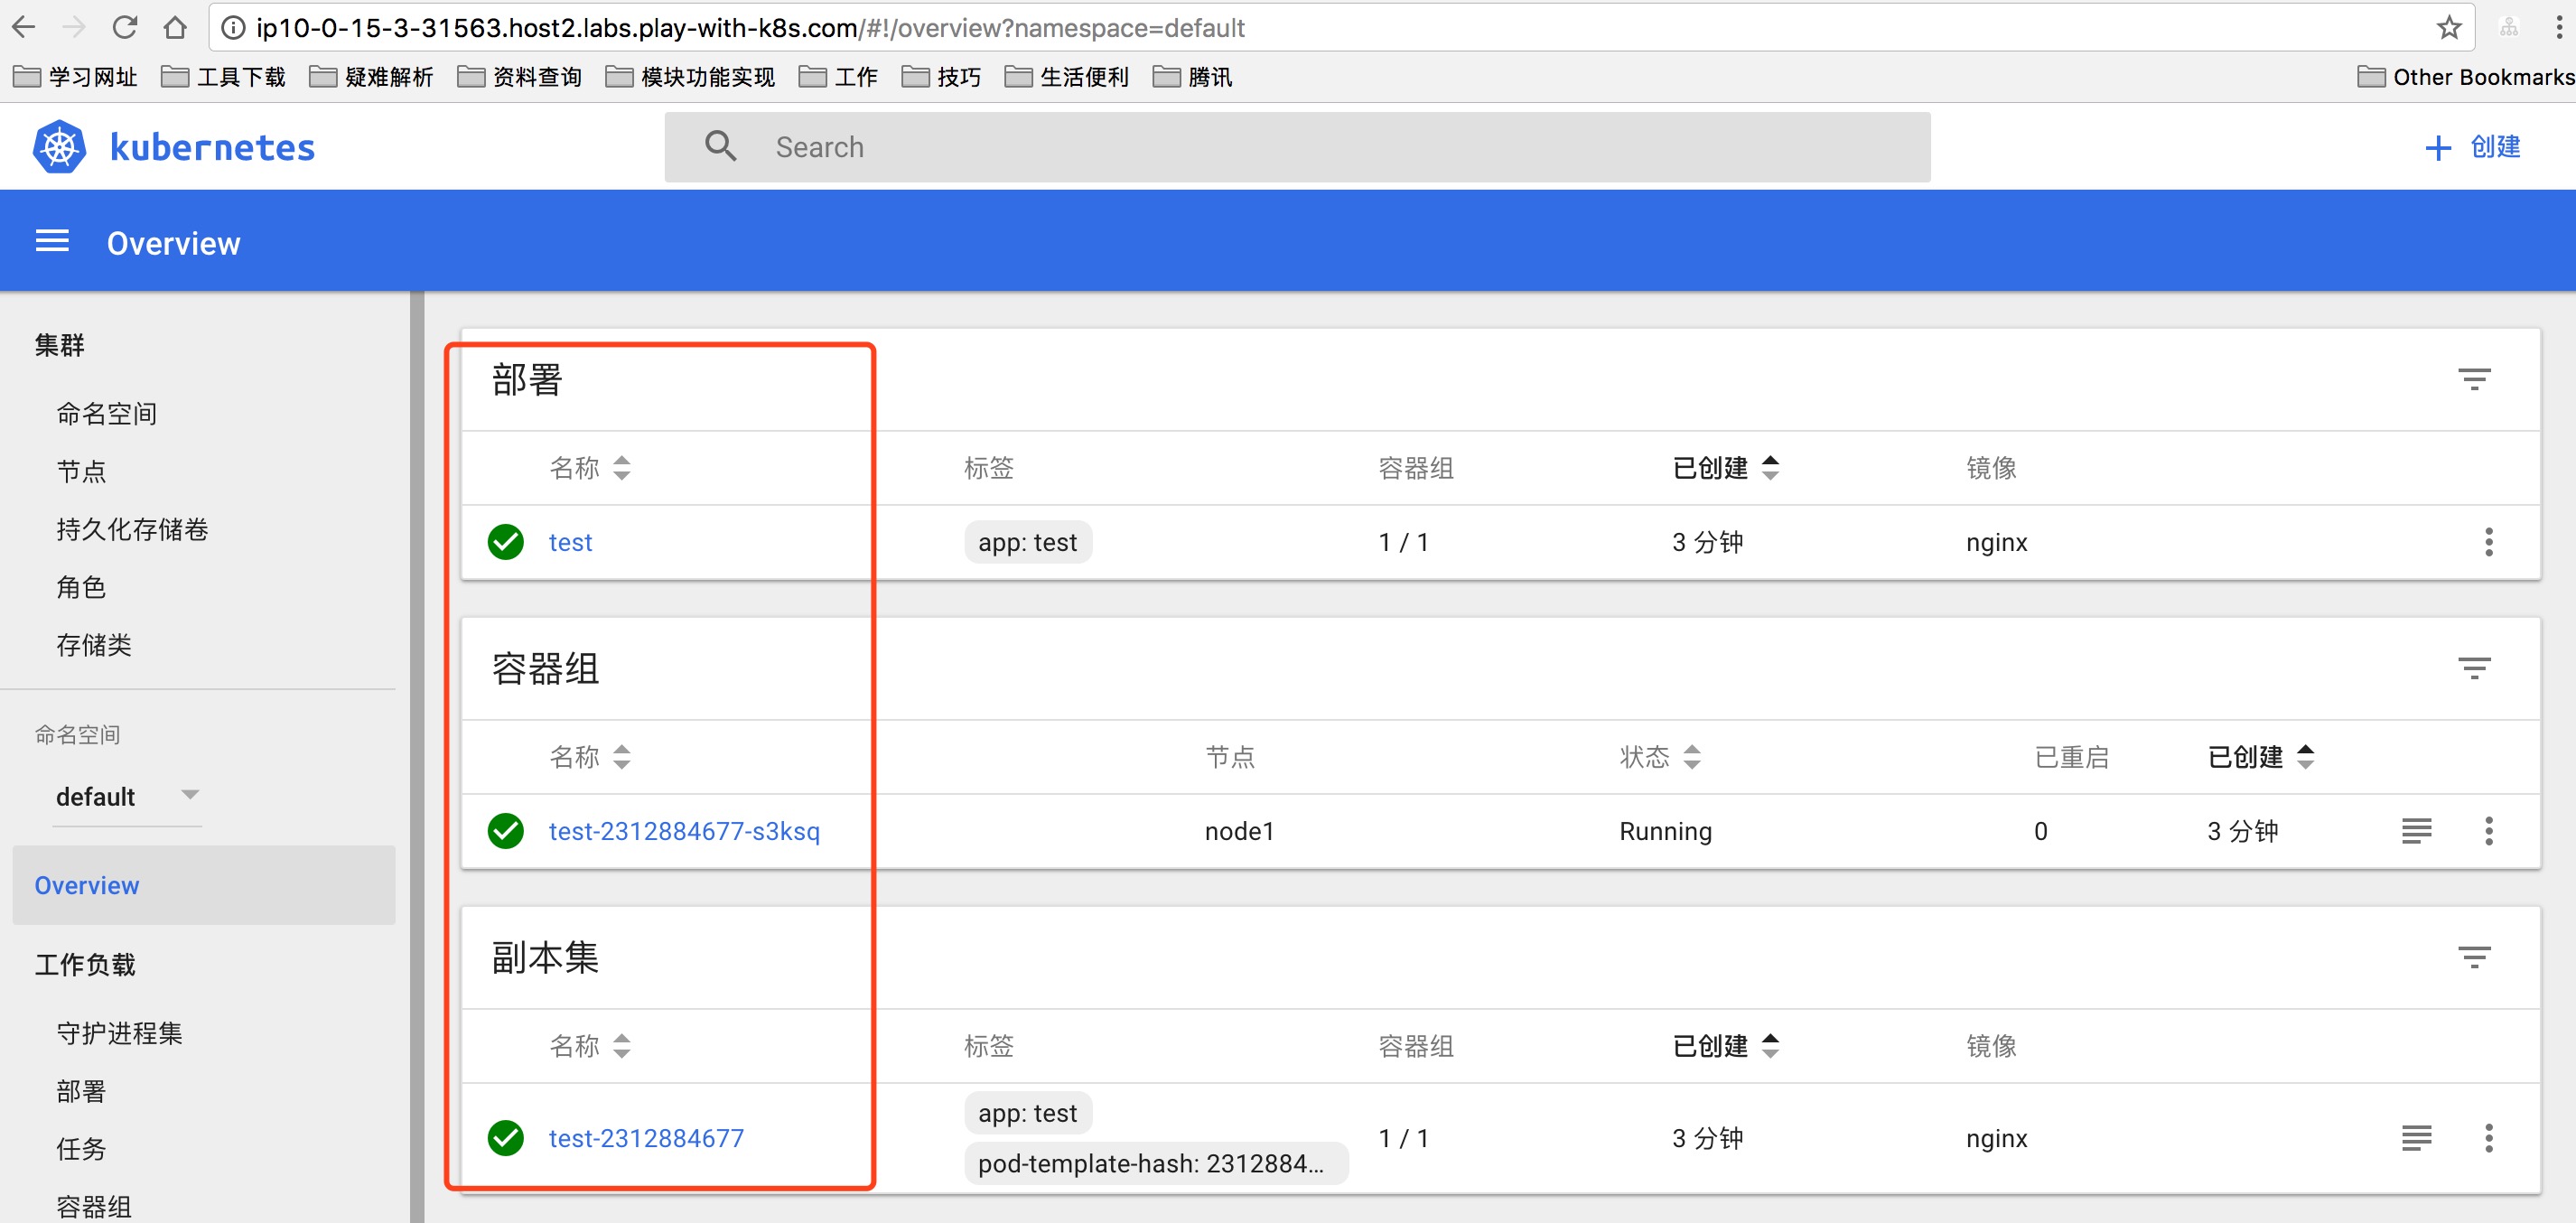 ip10-0-15-3-31563.host2.labs.play-with-k8s.com/#!/overview?namespace=default
学习网址 工具下载 疑难解析 资料查询 模块功能实现 工作 技巧 生活便利 腾讯 Other Bookmarks
kubernetes Search 创建
Overview
集群
命名空间
节点
持久化存储卷
角色
存储类
命名空间
default
Overview
工作负载
守护进程集
部署
任务
容器组
部署
名称 标签 容器组 已创建 镜像
test app: test 1 / 1 3 分钟 nginx
容器组
名称 节点 状态 已重启 已创建
test-2312884677-s3ksq node1 Running 0 3 分钟
副本集
名称 标签 容器组 已创建 镜像
test-2312884677 app: test 1 / 1 3 分钟 nginx
pod-template-hash: 2312884...